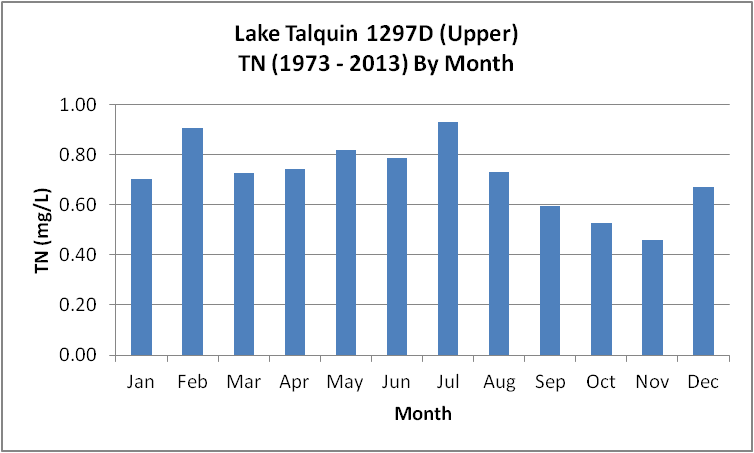 Lake Talquin 1297D (Upper)
TN (1973 - 2013) By Month
TN (mg/L)
1.00
0.80
0.60
0.40
0.20
0.00
Jan Feb Mar Apr May Jun Jul Aug Sep Oct Nov Dec
Month